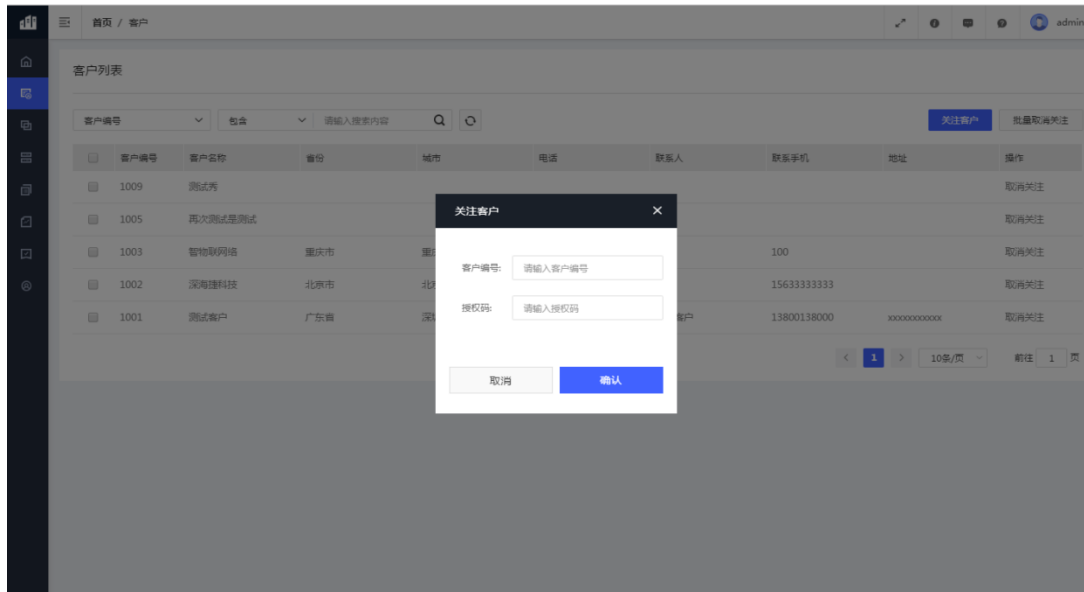 首页 / 客户
admin
客户列表
客户编号 包含 请输入搜索内容 关注客户 批量取消关注
客户编号 客户名称 省份 城市 电话 联系人 联系手机 地址 操作
1009 测试秀 取消关注
1005 再次测试是测试 取消关注
1003 智物联网络 重庆市 重 100 取消关注
1002 深海捷科技 北京市 北 15633333333 取消关注
1001 测试客户 广东省 深 客户 13800138000 xxxxxxxxxxx 取消关注
1 10条/页 前往 1 页
关注客户
客户编号: 请输入客户编号
授权码: 请输入授权码
取消 确认